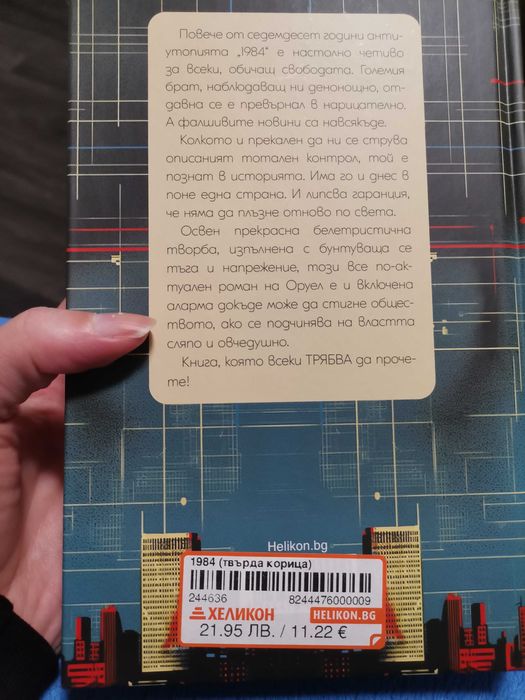 Повече от седемдесет години анти-
утопията „1984“ е настолно четиво
за всеки, обичащ свободата. Големия
брат, наблюдаващ ни денонощно, от-
давна се е превърнал в нарицателно.
А фалшивите новини са навсякъде.
Колкото и прекален да ни се струва
описаният тотален контрол, той е
познат в историята. Има го и днес в
поне една страна. И липсва гаранция,
че няма да плъзне отново по света.
Освен прекрасна белетристична
творба, изпълнена с бунтуваща се
тъга и напрежение, този все по-ак-
туален роман на Оруел е и включена
аларма докъде може да стигне обще-
ството, ако се подчинява на властта
сляпо и овчедушно.
Книга, която всеки ТРЯБВА да проче-
те!
Helikon.bg
1984 (твърда корица)
244636 8244476000009
ХЕЛИКОН HELIKON.BG
21.95 ЛВ. / 11.22 €